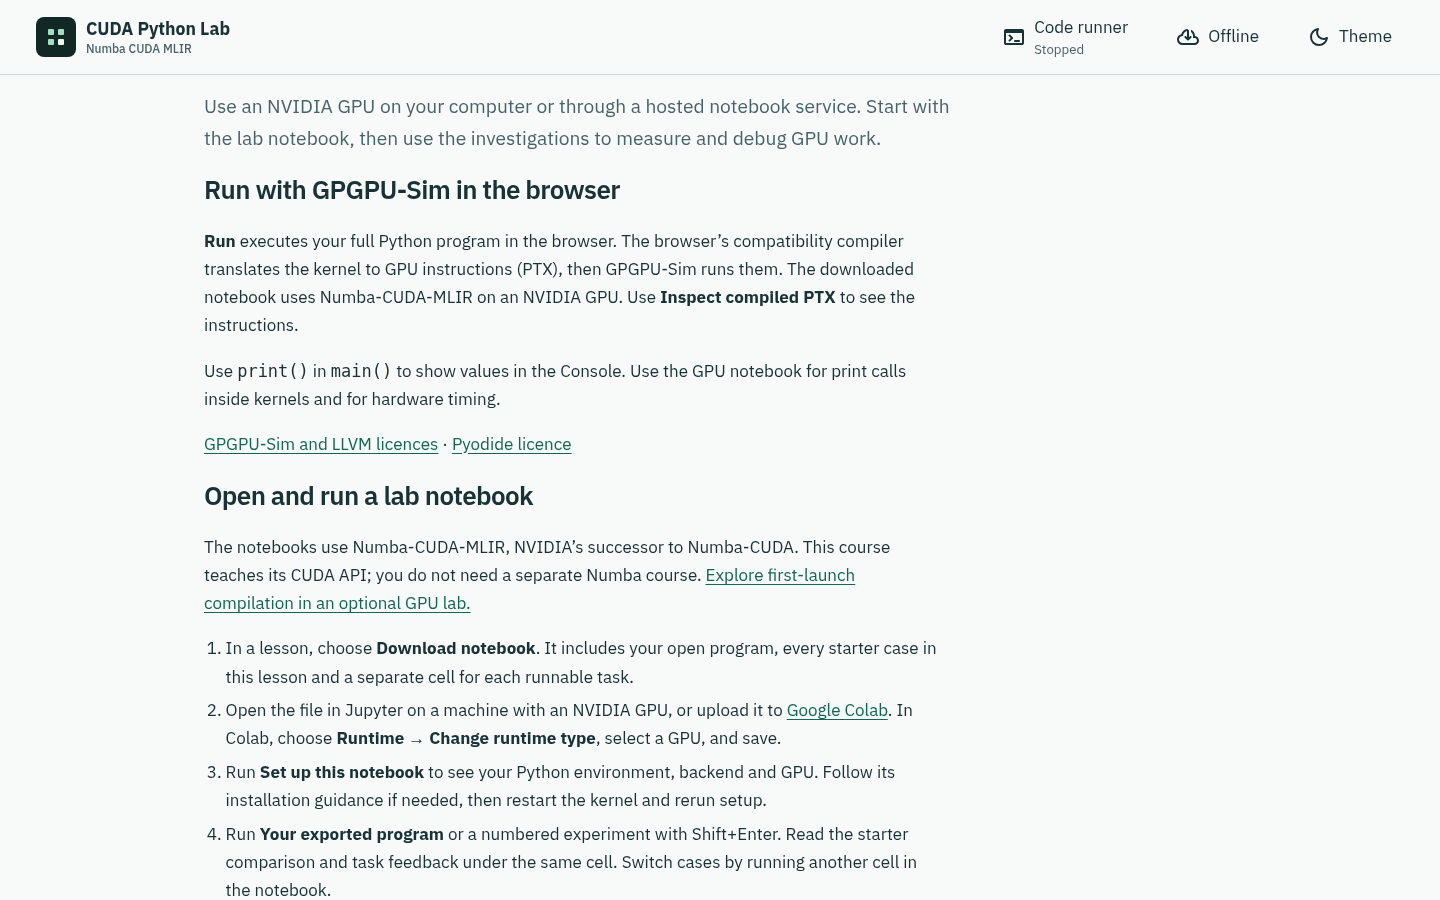 CUDA Python Lab
Numba CUDA MLIR
Code runner
Stopped
Offline
Theme
Use an NVIDIA GPU on your computer or through a hosted notebook service. Start with
the lab notebook, then use the investigations to measure and debug GPU work.
Run with GPGPU-Sim in the browser
Run executes your full Python program in the browser. The browser’s compatibility compiler
translates the kernel to GPU instructions (PTX), then GPGPU-Sim runs them. The downloaded
notebook uses Numba-CUDA-MLIR on an NVIDIA GPU. Use Inspect compiled PTX to see the
instructions.
Use print() in main() to show values in the Console. Use the GPU notebook for print calls
inside kernels and for hardware timing.
GPGPU-Sim and LLVM licences · Pyodide licence
Open and run a lab notebook
The notebooks use Numba-CUDA-MLIR, NVIDIA’s successor to Numba-CUDA. This course
teaches its CUDA API; you do not need a separate Numba course. Explore first-launch
compilation in an optional GPU lab.
1. In a lesson, choose Download notebook. It includes your open program, every starter case in
this lesson and a separate cell for each runnable task.
2. Open the file in Jupyter on a machine with an NVIDIA GPU, or upload it to Google Colab. In
Colab, choose Runtime → Change runtime type, select a GPU, and save.
3. Run Set up this notebook to see your Python environment, backend and GPU. Follow its
installation guidance if needed, then restart the kernel and rerun setup.
4. Run Your exported program or a numbered experiment with Shift+Enter. Read the starter
comparison and task feedback under the same cell. Switch cases by running another cell in
the notebook.